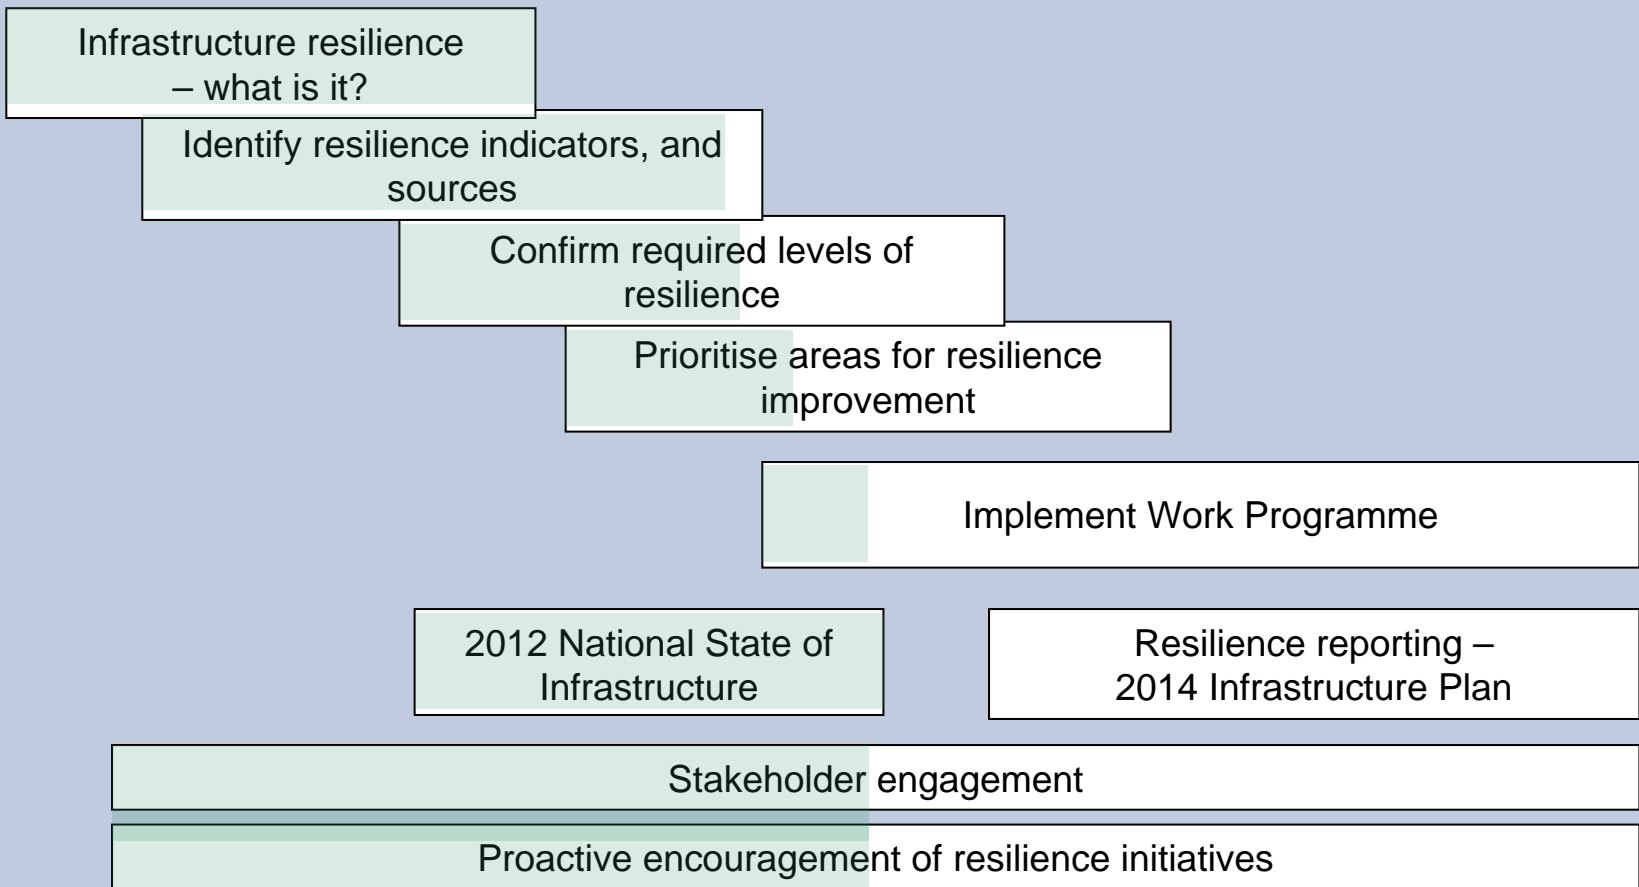 Infrastructure resilience
– what is it?
Identify resilience indicators, and
sources
Confirm required levels of
resilience
Prioritise areas for resilience
improvement
Implement Work Programme
2012 National State of
Infrastructure
Resilience reporting –
2014 Infrastructure Plan
Stakeholder engagement
Proactive encouragement of resilience initiatives